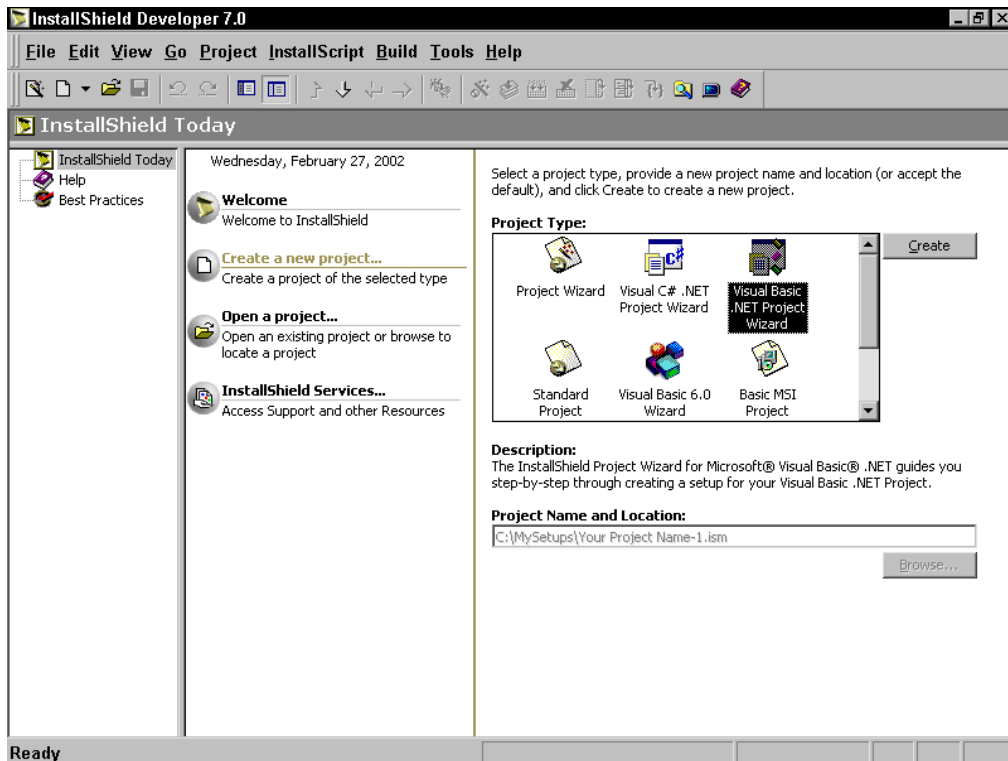 InstallShield Developer 7.0
File Edit View Go Project InstallScript Build Tools Help
InstallShield Today
InstallShield Today
Help
Best Practices
Wednesday, February 27, 2002
Welcome
Welcome to InstallShield
Create a new project...
Create a project of the selected type
Open a project...
Open an existing project or browse to
locate a project
InstallShield Services...
Access Support and other Resources
Select a project type, provide a new project name and location (or accept the
default), and click Create to create a new project.
Project Type:
Project Wizard
Visual C# .NET
Project Wizard
Visual Basic
.NET Project
Wizard
Standard
Project
Visual Basic 6.0
Wizard
Basic MSI
Project
Create
Description:
The InstallShield Project Wizard for Microsoft® Visual Basic® .NET guides you
step-by-step through creating a setup for your Visual Basic .NET Project.
Project Name and Location:
C:\MySetups\Your Project Name-1.ism
Browse...
Ready